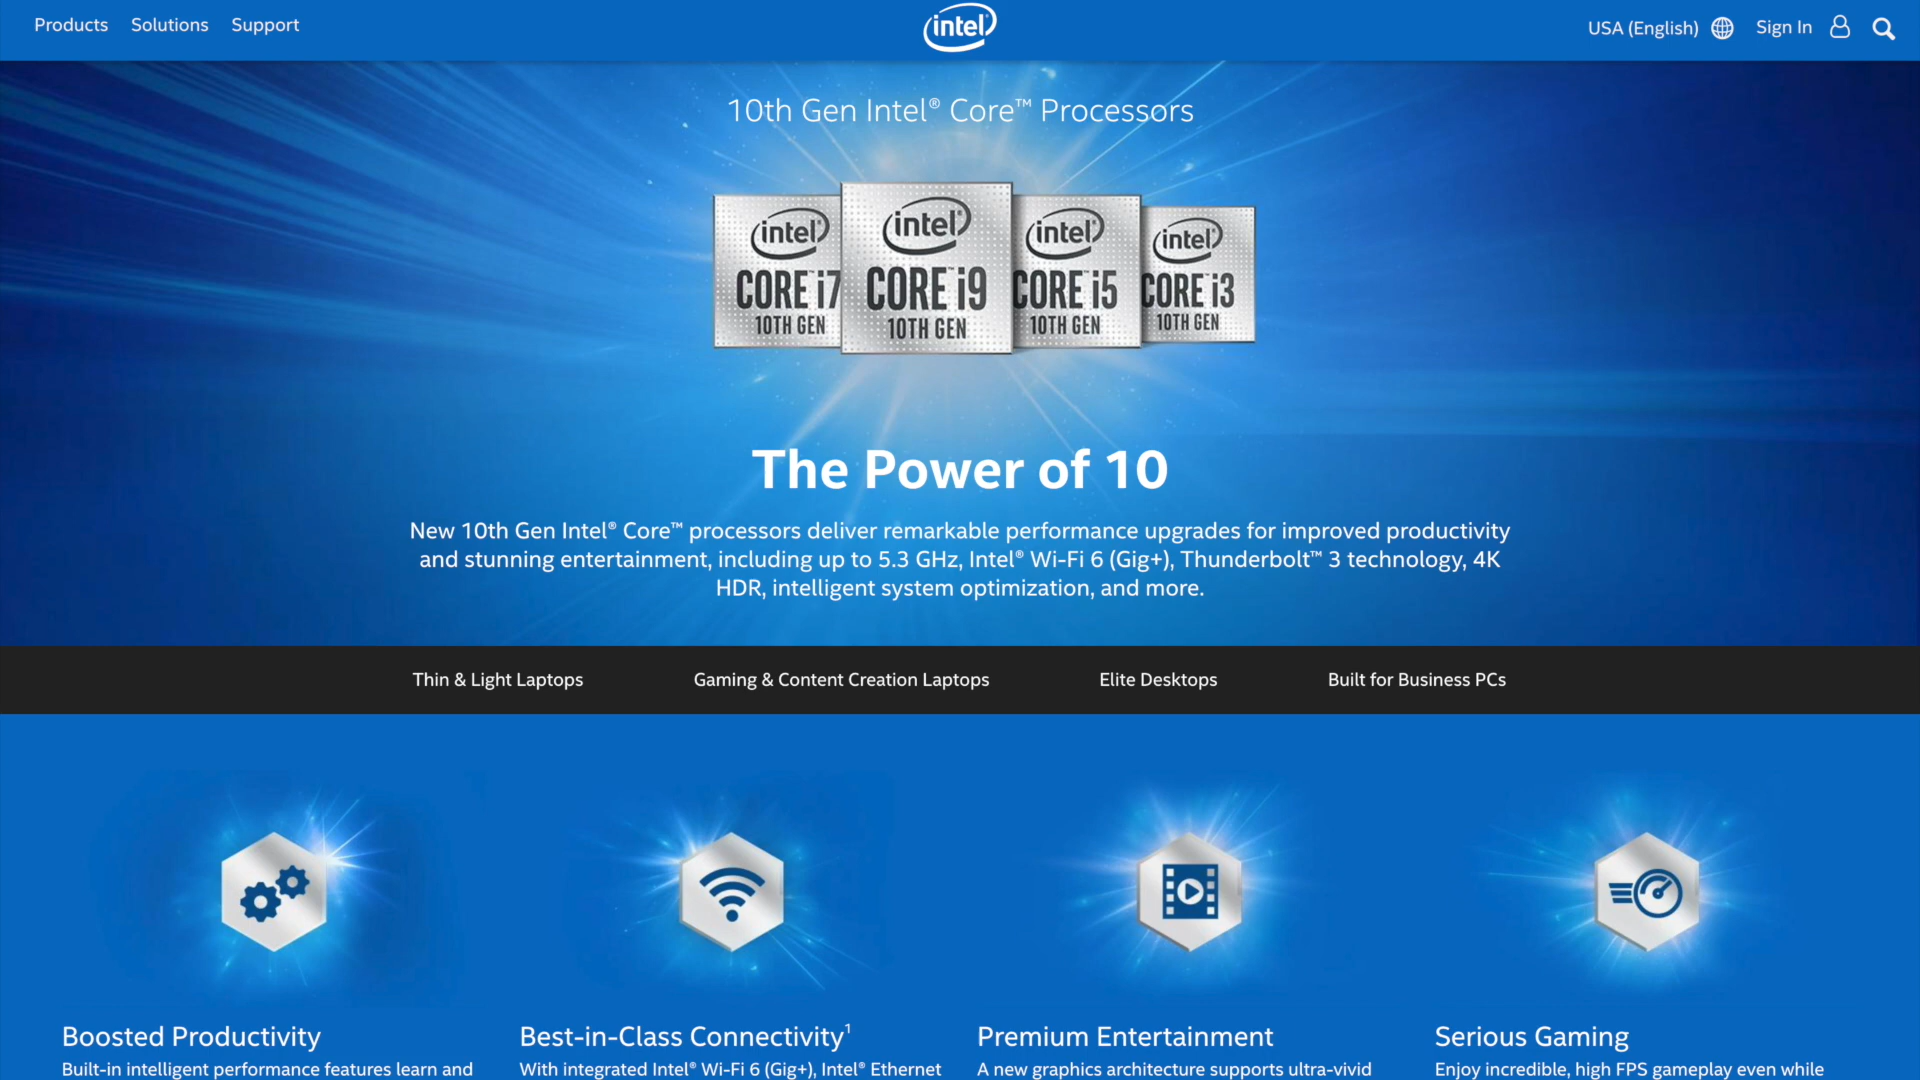 Products Solutions Support
intel®
USA (English) Sign In
10th Gen Intel® Core™ Processors
intel®
CORE™ i7
10TH GEN
intel®
CORE™ i9
10TH GEN
intel®
CORE™ i5
10TH GEN
intel®
CORE™ i3
10TH GEN
The Power of 10
New 10th Gen Intel® Core™ processors deliver remarkable performance upgrades for improved productivity
and stunning entertainment, including up to 5.3 GHz, Intel® Wi-Fi 6 (Gig+), Thunderbolt™ 3 technology, 4K
HDR, intelligent system optimization, and more.
Thin & Light Laptops Gaming & Content Creation Laptops Elite Desktops Built for Business PCs
Boosted Productivity
Built-in intelligent performance features learn and
Best-in-Class Connectivity¹
With integrated Intel® Wi-Fi 6 (Gig+), Intel® Ethernet
Premium Entertainment
A new graphics architecture supports ultra-vivid
Serious Gaming
Enjoy incredible, high FPS gameplay even while